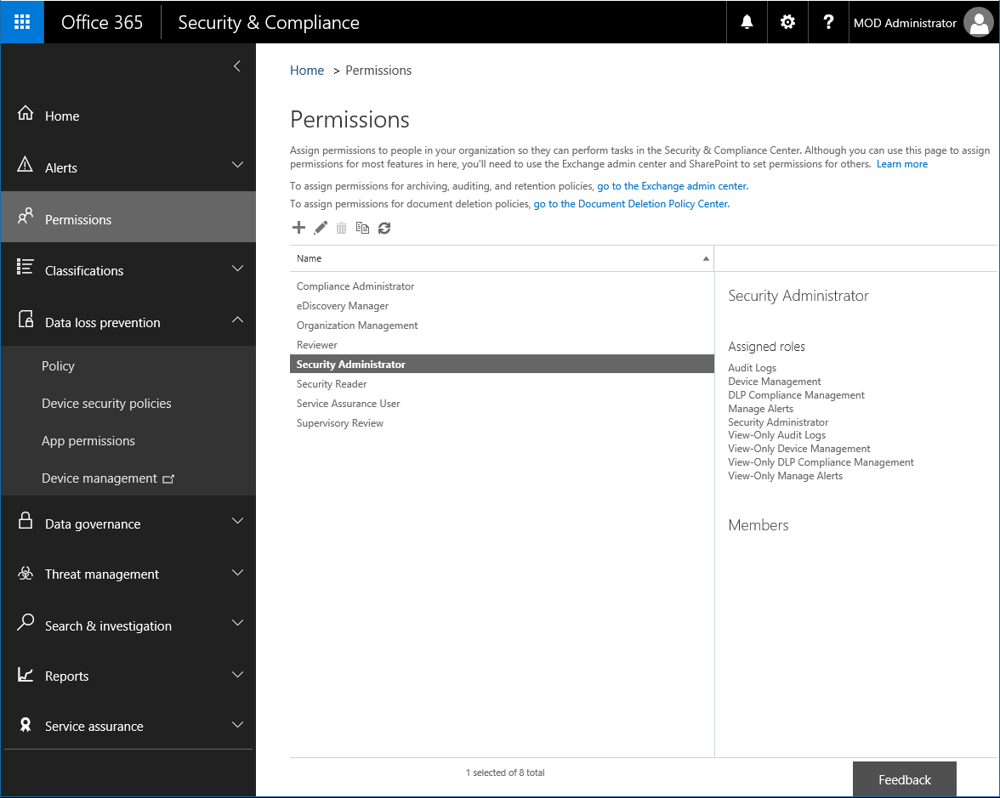 Office 365
Security & Compliance
?
MOD Administrator
Home
Alerts
Permissions
Classifications
Data loss prevention
Policy
Device security policies
App permissions
Device management
Data governance
Threat management
Search & investigation
Reports
Service assurance
Home > Permissions
Permissions
Assign permissions to people in your organization so they can perform tasks in the Security & Compliance Center. Although you can use this page to assign
permissions for most features in here, you'll need to use the Exchange admin center and SharePoint to set permissions for others. Learn more
To assign permissions for archiving, auditing, and retention policies, go to the Exchange admin center.
To assign permissions for document deletion policies, go to the Document Deletion Policy Center.
Name
Compliance Administrator
eDiscovery Manager
Organization Management
Reviewer
Security Administrator
Security Reader
Service Assurance User
Supervisory Review
Security Administrator
Assigned roles
Audit Logs
Device Management
DLP Compliance Management
Manage Alerts
Security Administrator
View-Only Audit Logs
View-Only Device Management
View-Only DLP Compliance Management
View-Only Manage Alerts
Members
1 selected of 8 total
Feedback